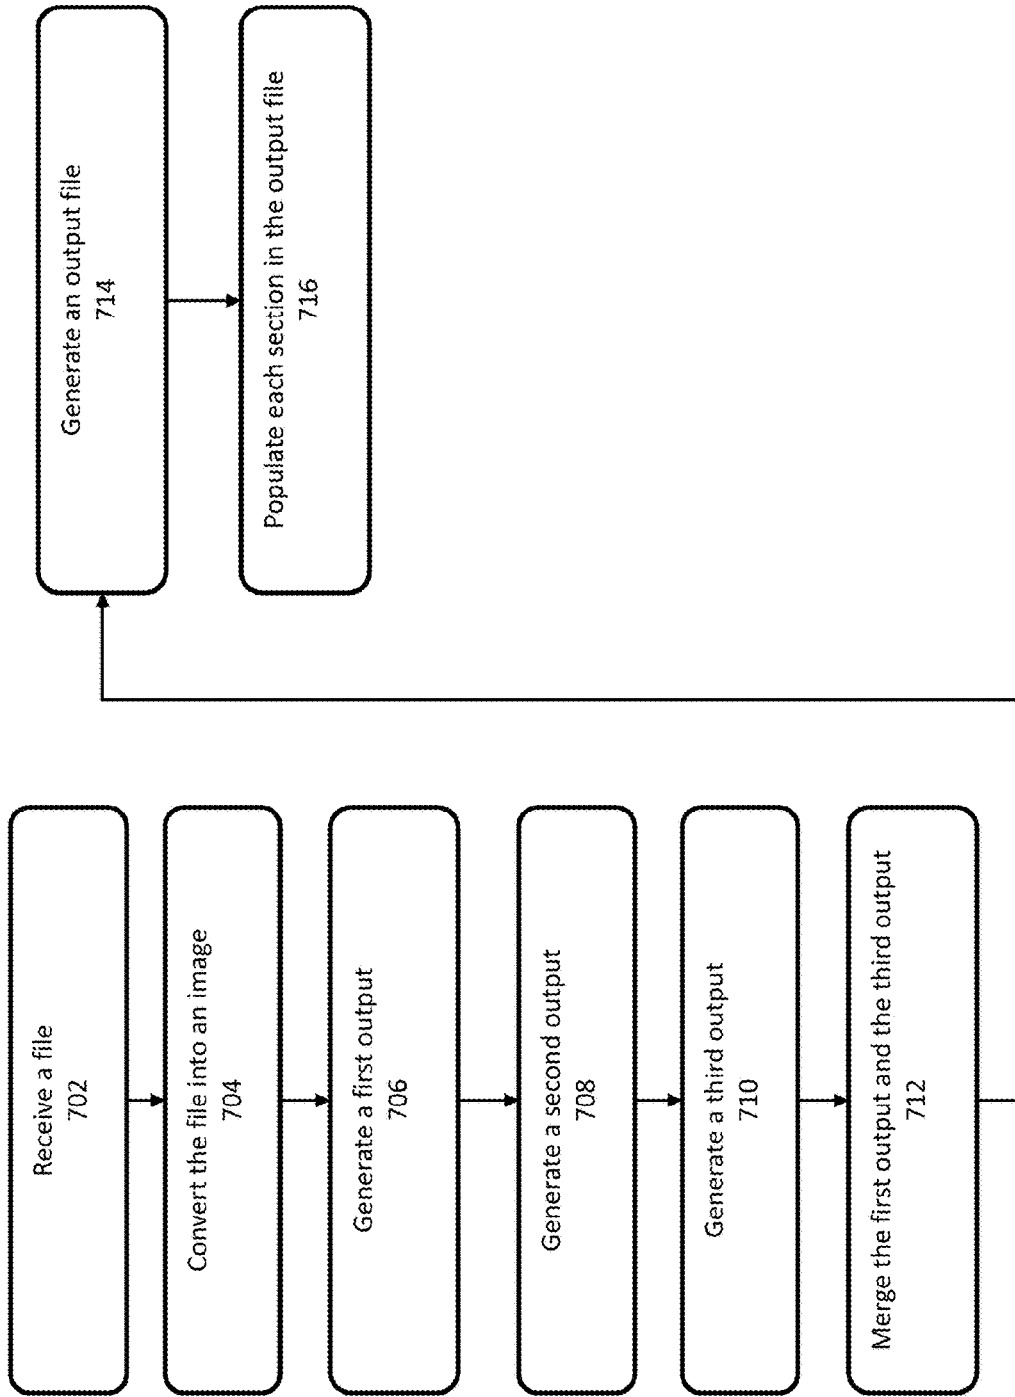 Receive a file
702
Convert the file into an image
704
Generate a first output
706
Generate a second output
708
Generate a third output
710
Merge the first output and the third output
712
Generate an output file
714
Populate each section in the output file
716